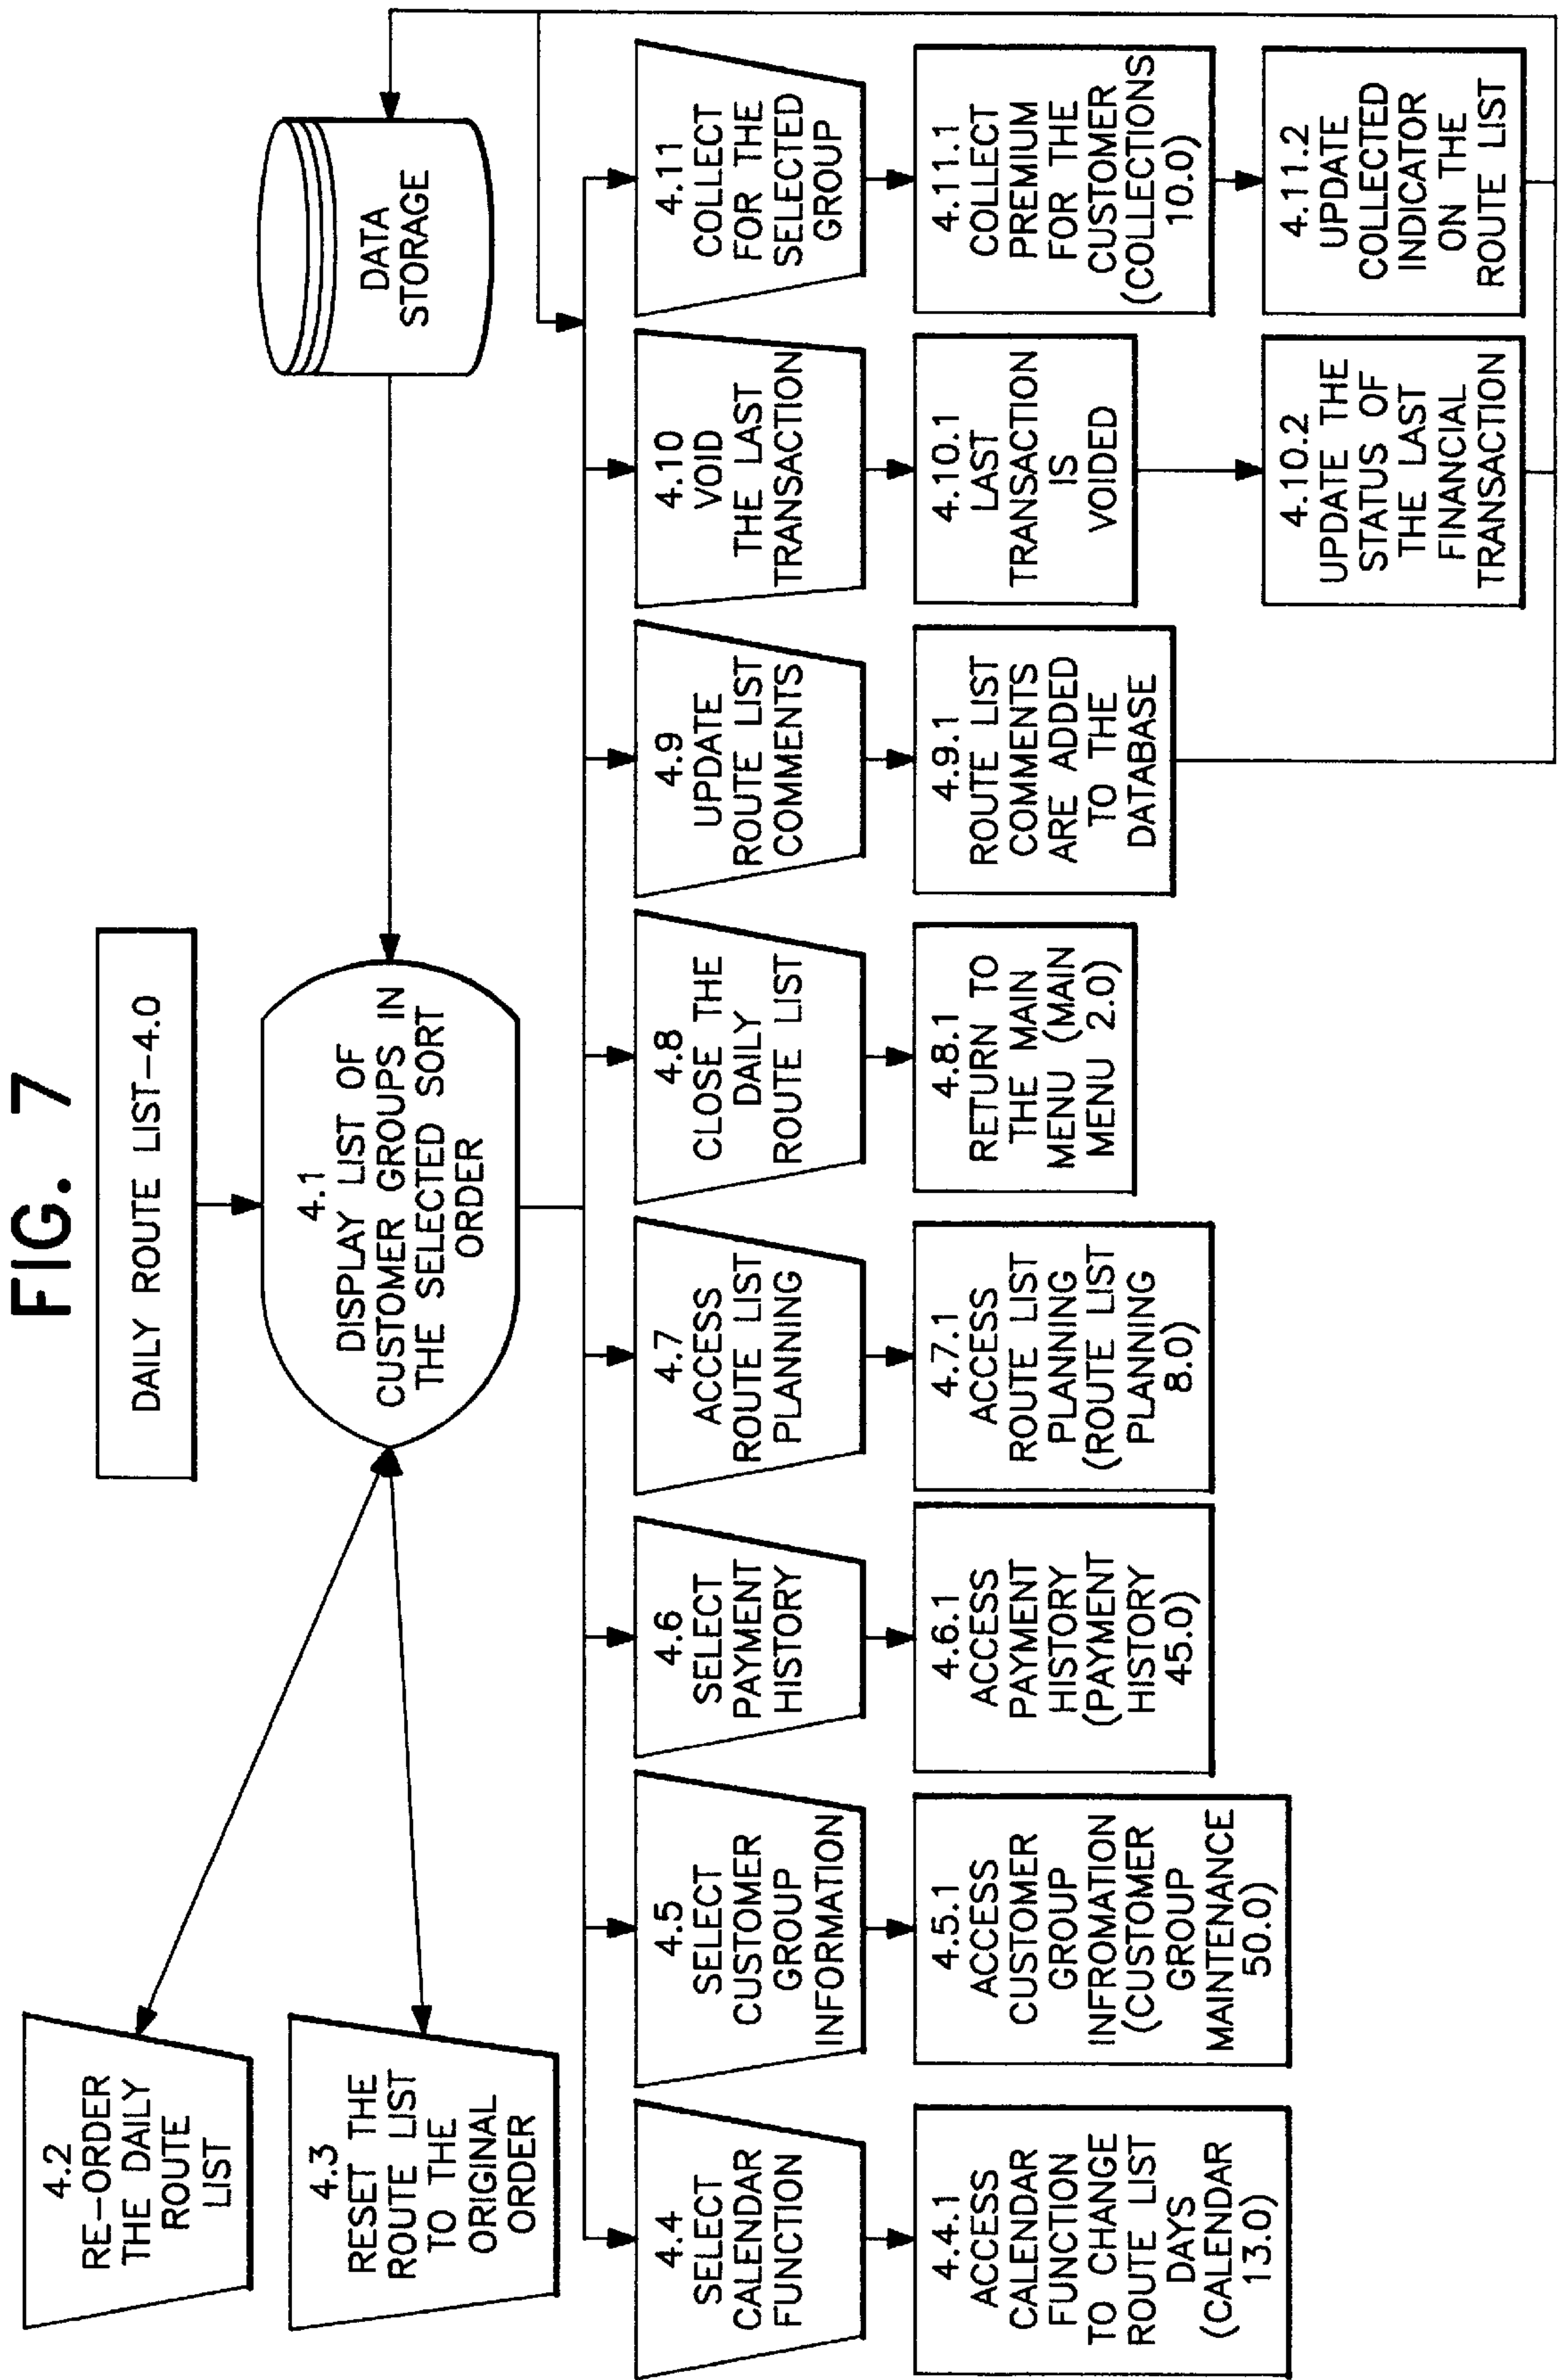 FIG. 7
DAILY ROUTE LIST-4.0
4.1
DISPLAY LIST OF
CUSTOMER GROUPS IN
THE SELECTED SORT
ORDER
DATA
STORAGE
4.2
RE-ORDER
THE DAILY
ROUTE
LIST
4.3
RESET THE
ROUTE LIST
TO THE
ORIGINAL
ORDER
4.4
SELECT
CALENDAR
FUNCTION
4.5
SELECT
CUSTOMER
GROUP
INFORMATION
4.6
SELECT
PAYMENT
HISTORY
4.7
ACCESS
ROUTE LIST
PLANNING
4.8
CLOSE THE
DAILY
ROUTE LIST
4.9
UPDATE
ROUTE LIST
COMMENTS
4.10
VOID
THE LAST
TRANSACTION
4.11
COLLECT
FOR THE
SELECTED
GROUP
4.4.1
ACCESS
CALENDAR
FUNCTION
TO CHANGE
ROUTE LIST
DAYS
(CALENDAR
13.0)
4.5.1
ACCESS
CUSTOMER
GROUP
INFROMATION
(CUSTOMER
GROUP
MAINTENANCE
50.0)
4.6.1
ACCESS
PAYMENT
HISTORY
(PAYMENT
HISTORY
45.0)
4.7.1
ACCESS
ROUTE LIST
PLANNING
(ROUTE LIST
PLANNING
8.0)
4.8.1
RETURN TO
THE MAIN
MENU (MAIN
MENU 2.0)
4.9.1
ROUTE LIST
COMMENTS
ARE ADDED
TO THE
DATABASE
4.10.1
LAST
TRANSACTION
IS
VOIDED
4.11.1
COLLECT
PREMIUM
FOR THE
CUSTOMER
(COLLECTIONS
10.0)
4.10.2
UPDATE THE
STATUS OF
THE LAST
FINANCIAL
TRANSACTION
4.11.2
UPDATE
COLLECTED
INDICATOR
ON THE
ROUTE LIST